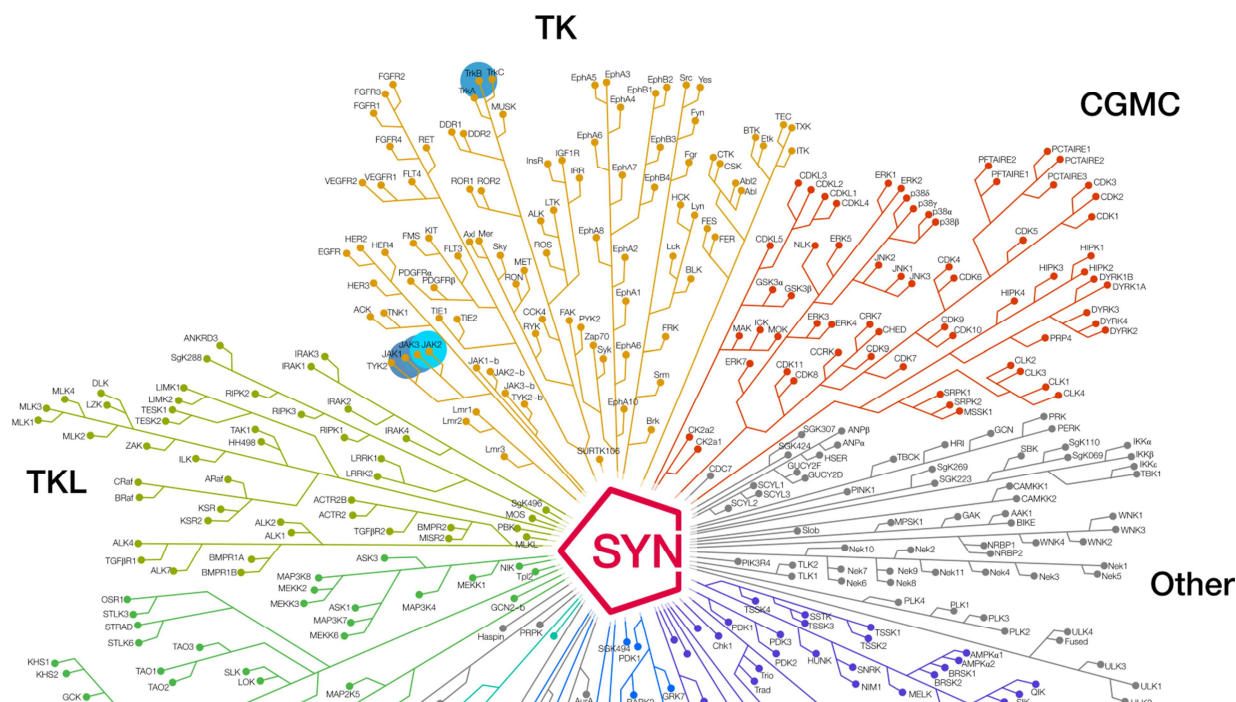 TK
CGMC
TKL
Other
SYN
FGFR2
FGFR3
FGFR1
FGFR4
RET
VEGFR2
VEGFR1
FLT4
TrkB
TrkC
TrkA
MUSK
DDR1
DDR2
ROR1
ROR2
InsR
IGF1R
IRR
LTK
ALK
ROS
HER2
EGFR
HER4
HER3
FMS
KIT
Axl
Mer
Sky
FLT3
MET
RON
PDGFRα
PDGFRβ
ACK
TNK1
TIE1
TIE2
CCK4
RYK
FAK
PYK2
Zap70
Syk
JAK1
JAK3
JAK2
TYK2
JAK1~b
JAK2~b
JAK3~b
TYK2~b
Lmr1
Lmr2
Lmr3
SURTK106
EphA5
EphA3
EphA4
EphA6
EphA7
EphA8
EphA2
EphA1
EphA6
EphA10
EphB2
EphB1
EphB3
EphB4
Src
Yes
Fyn
Fgr
HCK
Lyn
Lck
BLK
FRK
Srm
Brk
CTK
CSK
Abl2
Abl
FES
FER
TEC
BTK
TXK
Etk
ITK
CDKL3
CDKL2
CDKL1
CDKL4
CDKL5
ERK1
ERK2
p38δ
p38γ
p38α
p38β
NLK
ERK5
JNK2
JNK1
JNK3
GSK3α
GSK3β
MAK
ICK
MOK
ERK3
ERK4
ERK7
CRK7
CHED
CCRK
CDK9
CDK11
CDK8
CDK7
PCTAIRE1
PCTAIRE2
PCTAIRE3
PFTAIRE2
PFTAIRE1
CDK3
CDK2
CDK1
CDK5
CDK4
CDK6
CDK9
CDK10
HIPK1
HIPK2
HIPK3
HIPK4
DYRK1B
DYRK1A
DYRK3
DYRK4
DYRK2
PRP4
CLK2
CLK3
CLK1
CLK4
SRPK1
SRPK2
MSSK1
CK2a2
CK2a1
CDC7
ANKRD3
SgK288
IRAK3
IRAK1
IRAK2
IRAK4
DLK
LZK
MLK4
MLK3
MLK1
MLK2
LIMK1
LIMK2
TESK1
TESK2
RIPK2
RIPK3
RIPK1
TAK1
HH498
ZAK
ILK
LRRK1
LRRK2
CRaf
BRaf
ARaf
KSR
KSR2
ACTR2B
ACTR2
TGFβR2
BMPR2
MISR2
SgK496
MOS
PBK
MLKL
ALK4
TGFβR1
ALK7
ALK2
ALK1
BMPR1A
BMPR1B
ASK3
MAP3K8
MEKK2
MEKK3
ASK1
MAP3K7
MEKK6
MAP3K4
MEKK1
NIK
Tpl2
GCN2~b
Haspin
PRPK
OSR1
STLK3
STRAD
STLK6
TAO3
TAO1
TAO2
SLK
LOK
KHS1
KHS2
GCK
MAP2K5
SGK307
ANPβ
SGK424
ANPα
HSER
GUCY2F
GUCY2D
SCYL1
SCYL3
SCYL2
PRK
PERK
GCN
HRI
TBCK
PINK1
SBK
SgK110
SgK069
SgK269
SGK223
IKKα
IKKβ
IKKε
TBK1
CAMKK1
CAMKK2
Slob
MPSK1
GAK
AAK1
BIKE
WNK1
WNK3
WNK4
WNK2
NRBP1
NRBP2
PIK3R4
TLK2
TLK1
Nek10
Nek2
Nek7
Nek6
Nek9
Nek8
Nek11
Nek4
Nek3
Nek1
Nek5
PLK4
PLK1
PLK3
PLK2
ULK4
Fused
ULK3
ULK1
TSSK4
SSTK
TSSK3
TSSK1
TSSK2
PDK1
Chk1
PDK3
PDK2
HUNK
SNRK
NIM1
MELK
AMPKα1
AMPKα2
BRSK1
BRSK2
QIK
Trio
Trad
SGK494
PDK1
GRK7